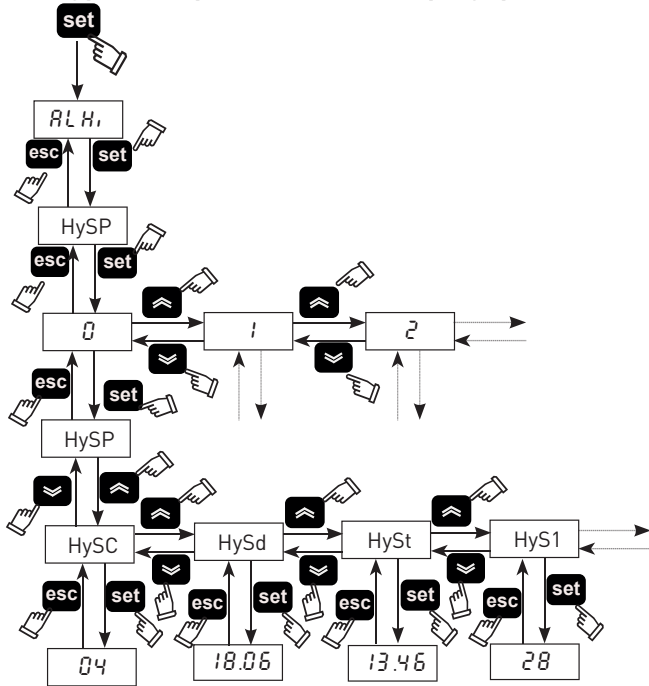 set
ALHi
esc set
HySP
esc set
0 1 2
esc set
HySP
HySC HySd HySt HyS1
esc set esc set esc set esc set
04 18.06 13.46 28